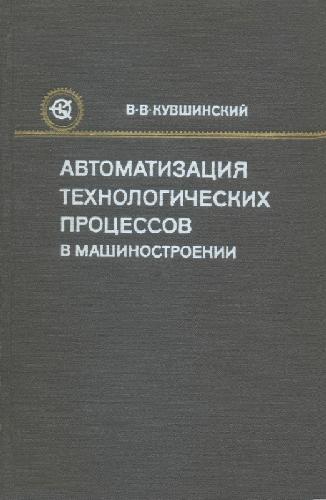 В·В·КУВШИНСКИЙ
АВТОМАТИЗАЦИЯ
ТЕХНОЛОГИЧЕСКИХ
ПРОЦЕССОВ
В МАШИНОСТРОЕНИИ